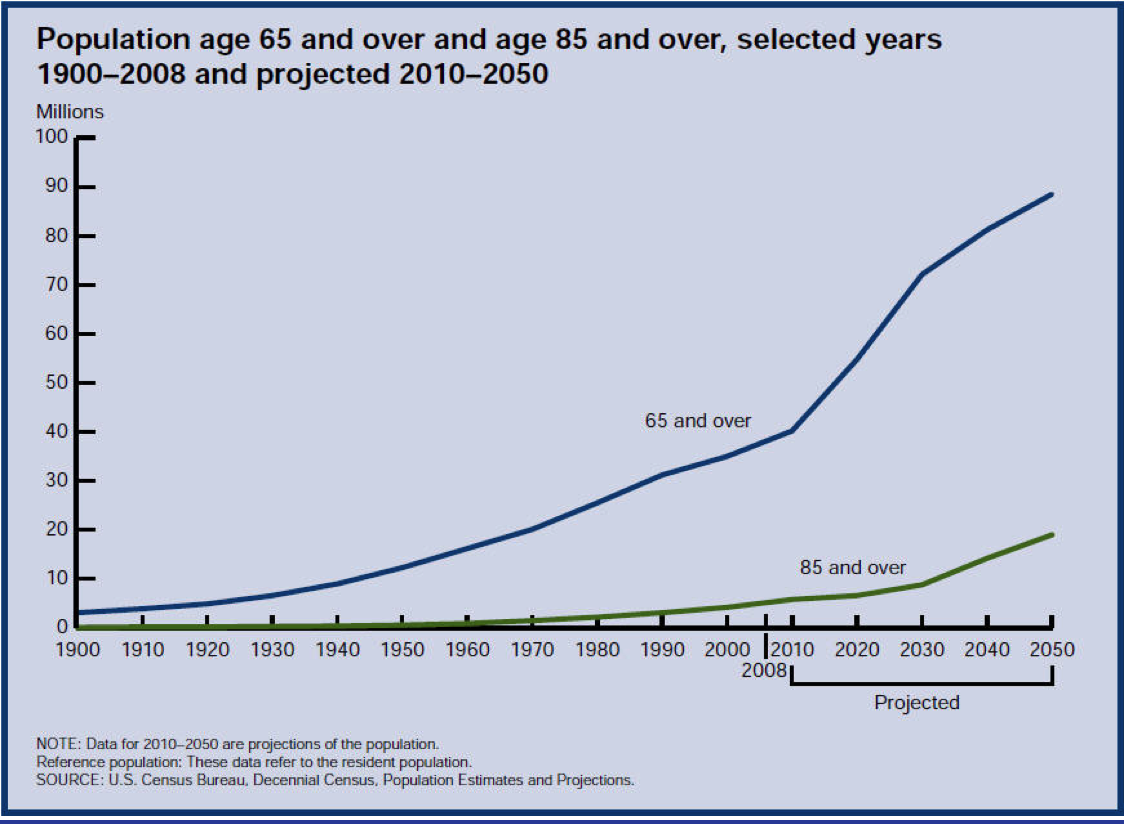 Population age 65 and over and age 85 and over, selected years
1900–2008 and projected 2010–2050
Millions
100
90
80
70
60
50
40
30
20
10
0
65 and over
85 and over
1900 1910 1920 1930 1940 1950 1960 1970 1980 1990 2000 2010 2020 2030 2040 2050
2008
Projected
NOTE: Data for 2010–2050 are projections of the population.
Reference population: These data refer to the resident population.
SOURCE: U.S. Census Bureau, Decennial Census, Population Estimates and Projections.